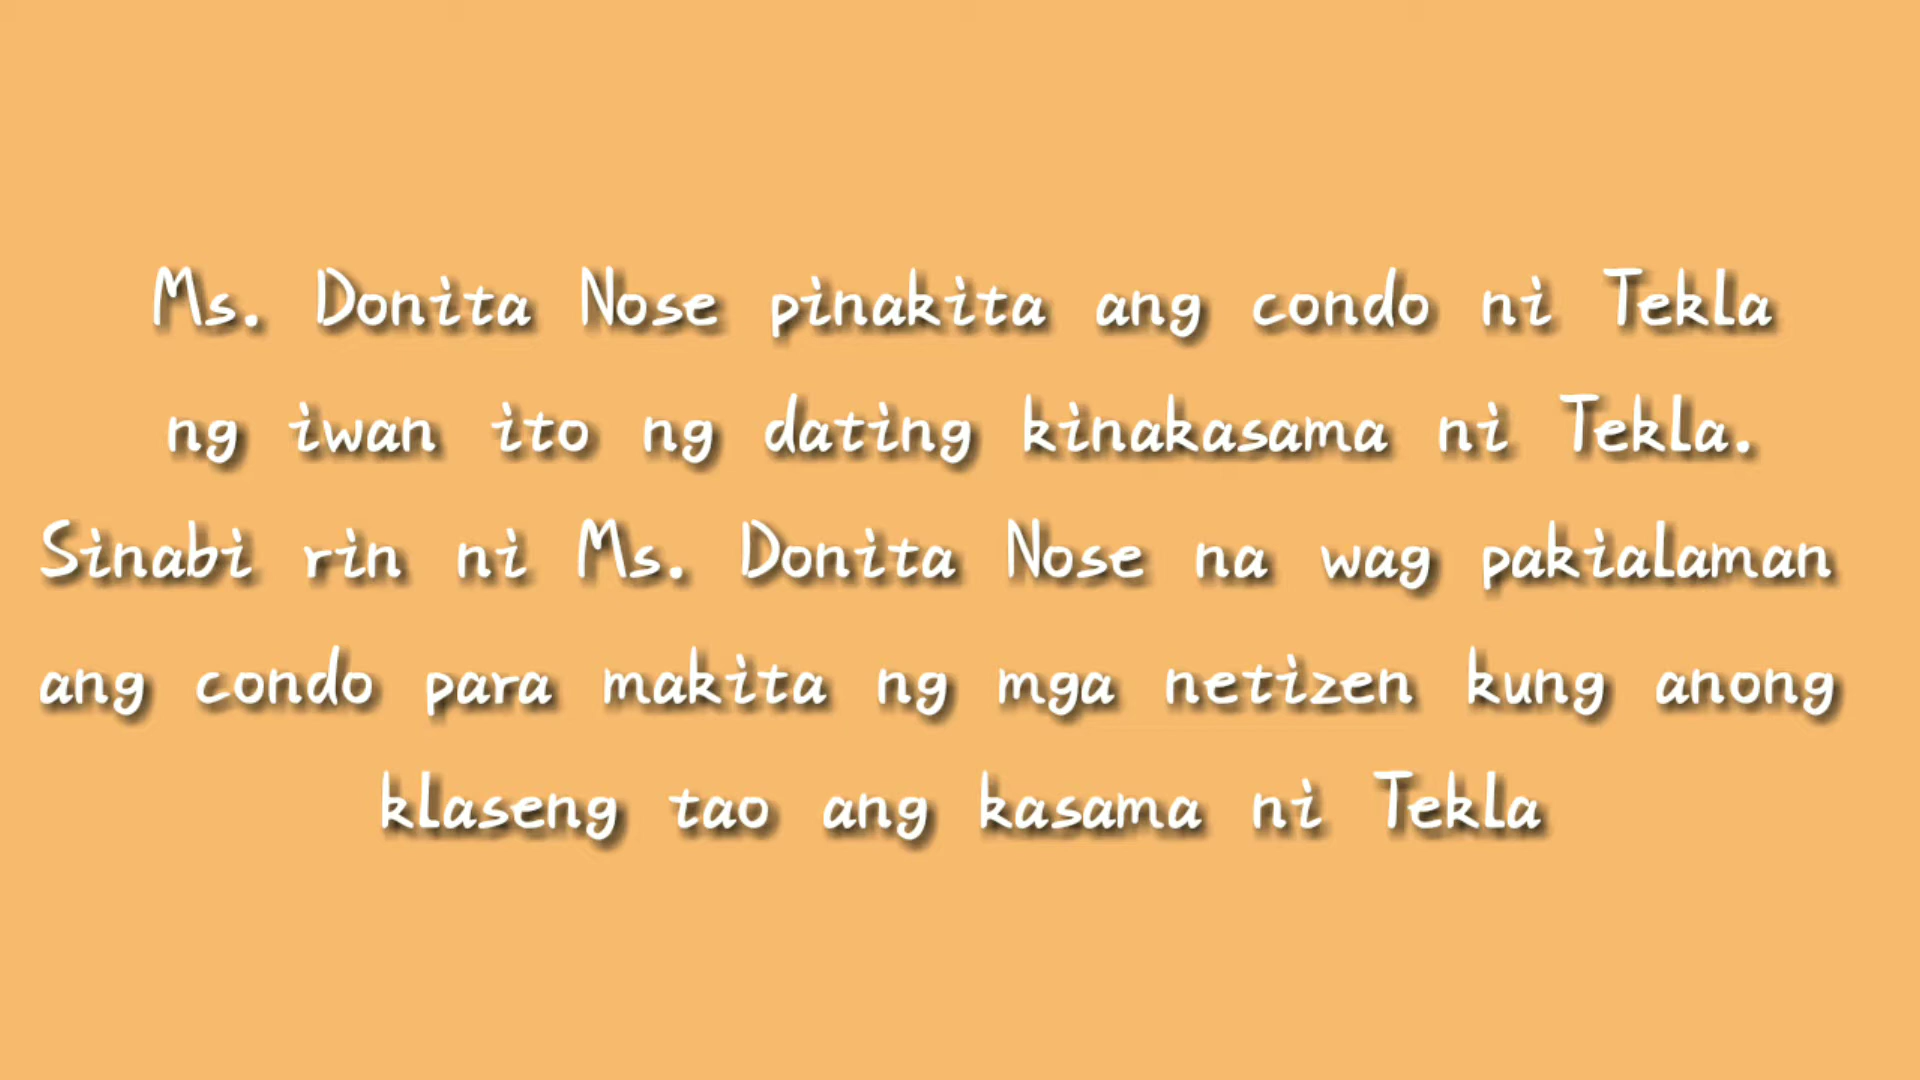 Ms. Donita Nose pinakita ang condo ni Tekla
ng iwan ito ng dating kinakasama ni Tekla.
Sinabi rin ni Ms. Donita Nose na wag pakialaman
ang condo para makita ng mga netizen kung anong
klaseng tao ang kasama ni Tekla